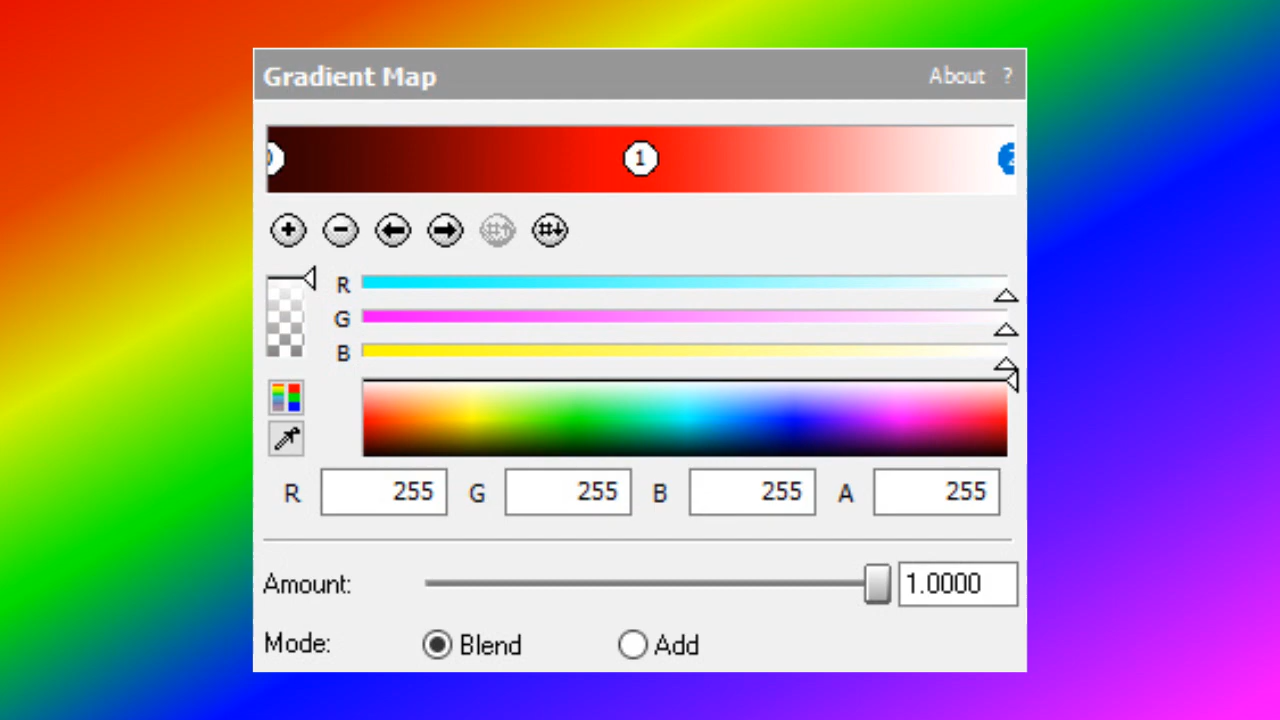 Gradient Map About ?
1
R
G
B
R 255 G 255 B 255 A 255
Amount: 1.0000
Mode: Blend Add